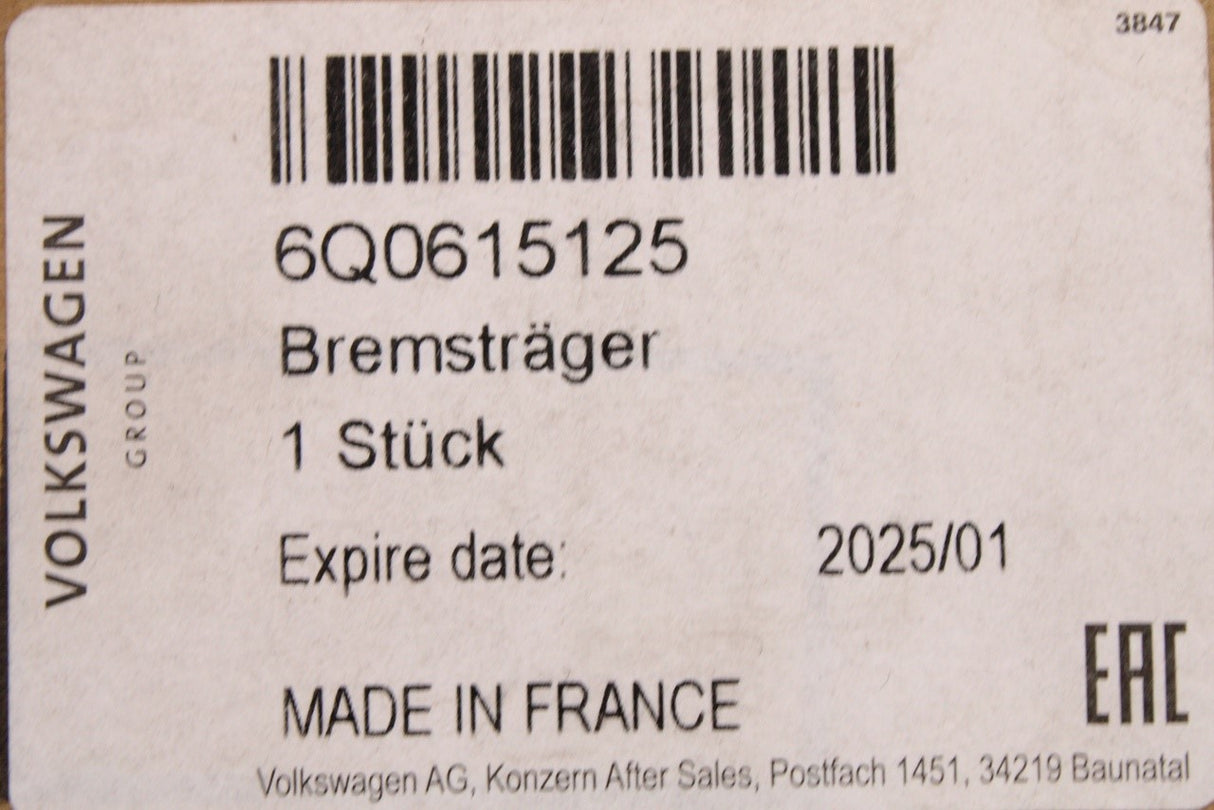 3847
VOLKSWAGEN
GROUP
6Q0615125
Bremsträger
1 Stück
Expire date: 2025/01
EAC
MADE IN FRANCE
Volkswagen AG, Konzern After Sales, Postfach 1451, 34219 Baunatal